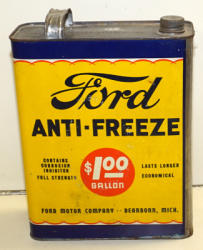 Ford
ANTI-FREEZE
CONTAINS
CORROSION
INHIBITOR
FULL STRENGTH
$1.00
GALLON
LASTS LONGER
ECONOMICAL
FORD MOTOR COMPANY -- DEARBORN, MICH.